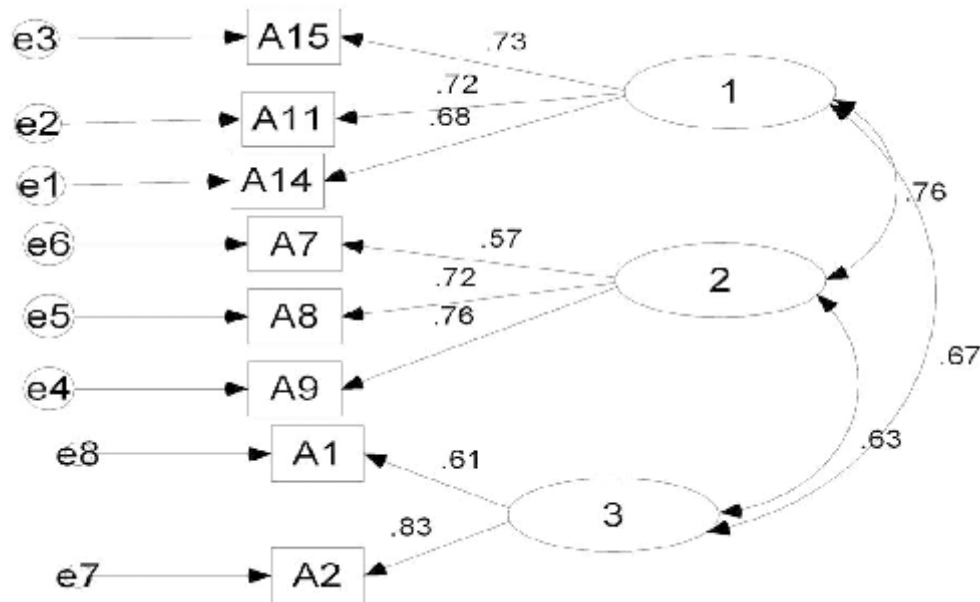 e3 A15 .73 1
e2 A11 .72
e1 A14 .68
.76
e6 A7 .57 2
e5 A8 .72
e4 A9 .76
.67
e8 A1 .61 .63
3
e7 A2 .83